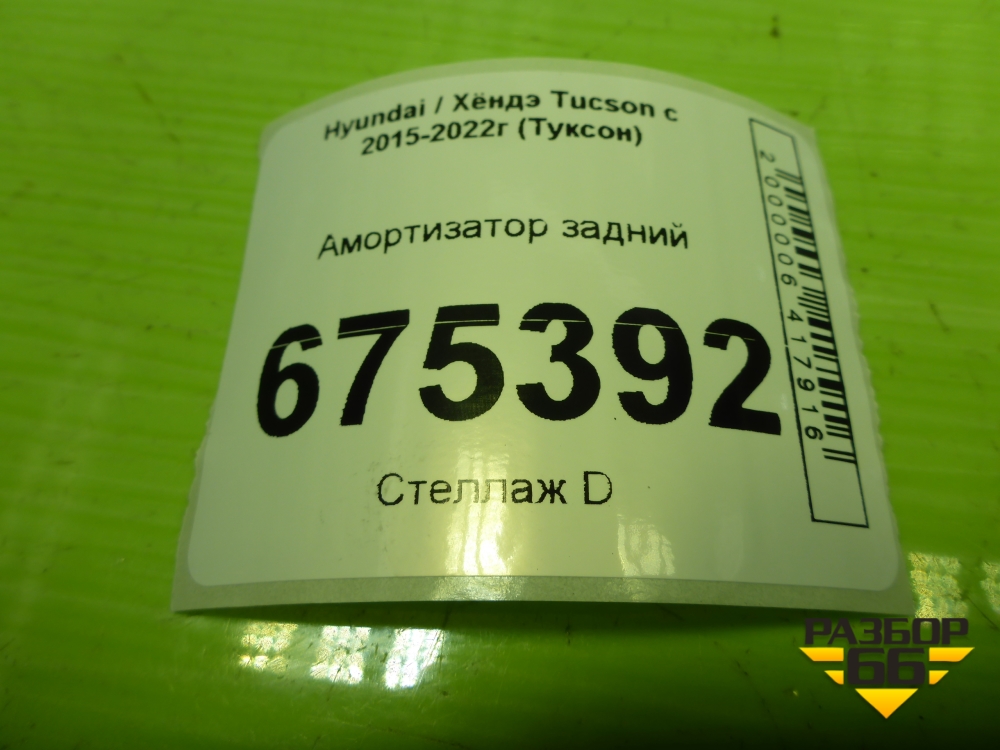 Hyundai / Хёндэ Tucson с
2015-2022г (Туксон)
Амортизатор задний
675392
Стеллаж D
2000006417916
РАЗБОР
66